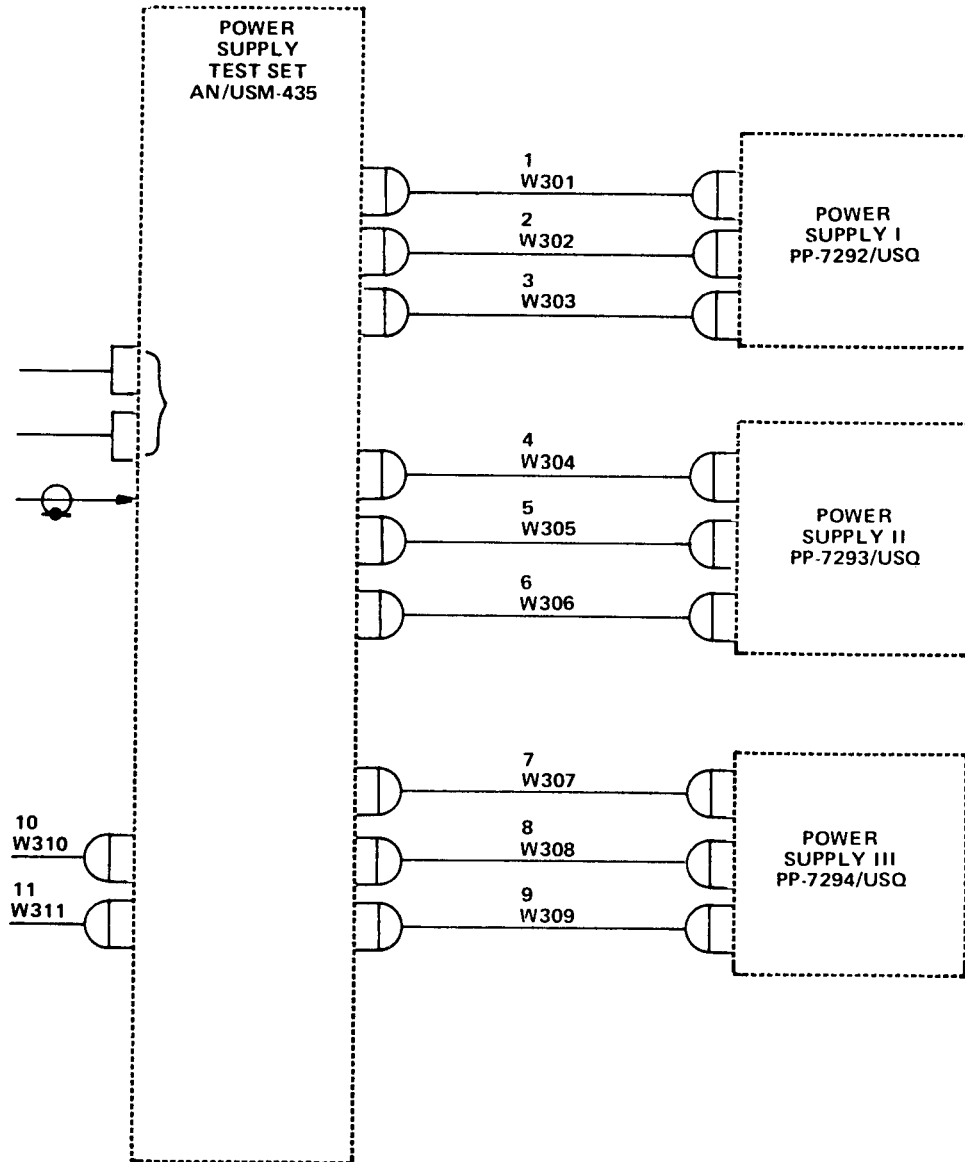 POWER
SUPPLY
TEST SET
AN/USM-435
1
W301
2
W302
3
W303
POWER
SUPPLY I
PP-7292/USQ
4
W304
5
W305
6
W306
POWER
SUPPLY II
PP-7293/USQ
7
W307
8
W308
9
W309
POWER
SUPPLY III
PP-7294/USQ
10
W310
11
W311